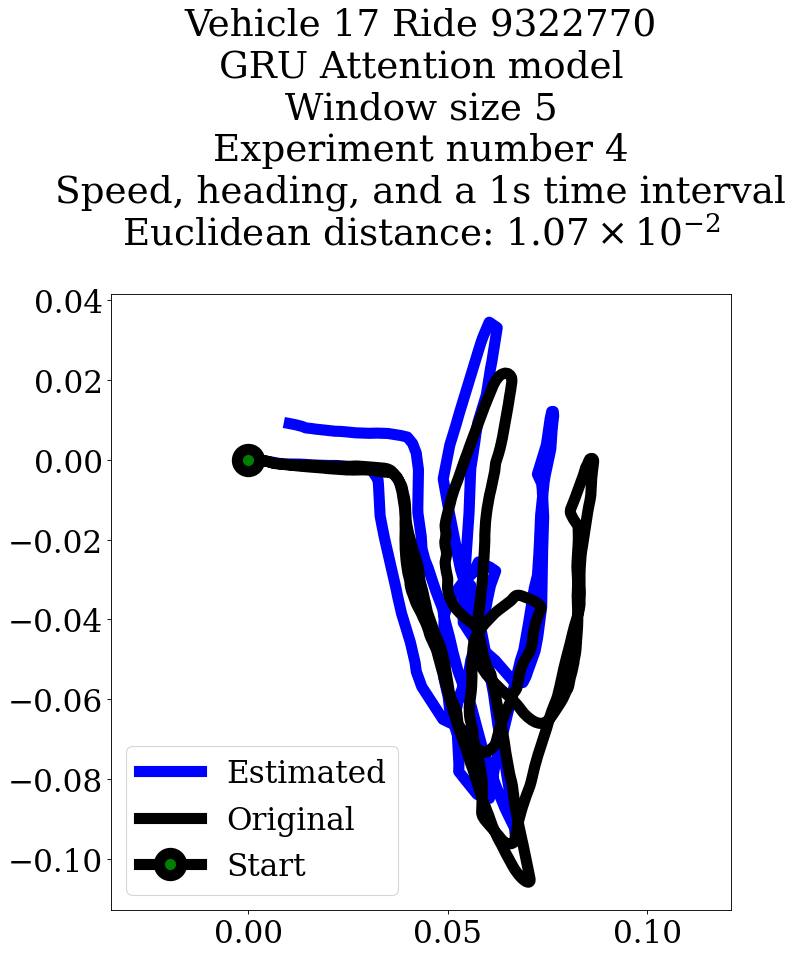 Vehicle 17 Ride 9322770
GRU Attention model
Window size 5
Experiment number 4
Speed, heading, and a 1s time interval
Euclidean distance: 1.07 × 10⁻²
0.04
0.02
0.00
−0.02
−0.04
−0.06
−0.08
−0.10
Estimated
Original
Start
0.00 0.05 0.10